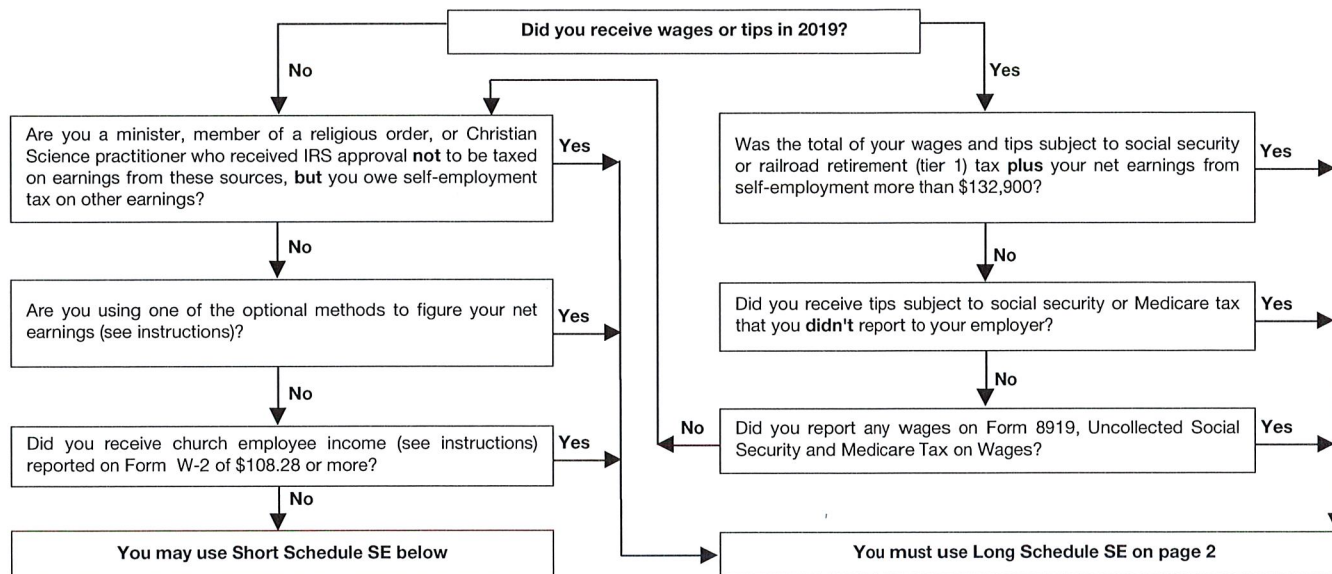 Did you receive wages or tips in 2019?
No
Yes
Are you a minister, member of a religious order, or Christian
Science practitioner who received IRS approval not to be taxed
on earnings from these sources, but you owe self-employment
tax on other earnings?
Yes
Was the total of your wages and tips subject to social security
or railroad retirement (tier 1) tax plus your net earnings from
self-employment more than $132,900?
Yes
No
No
Are you using one of the optional methods to figure your net
earnings (see instructions)?
Yes
Did you receive tips subject to social security or Medicare tax
that you didn't report to your employer?
Yes
No
No
Did you receive church employee income (see instructions)
reported on Form W-2 of $108.28 or more?
Yes
No
Did you report any wages on Form 8919, Uncollected Social
Security and Medicare Tax on Wages?
Yes
No
You may use Short Schedule SE below
You must use Long Schedule SE on page 2